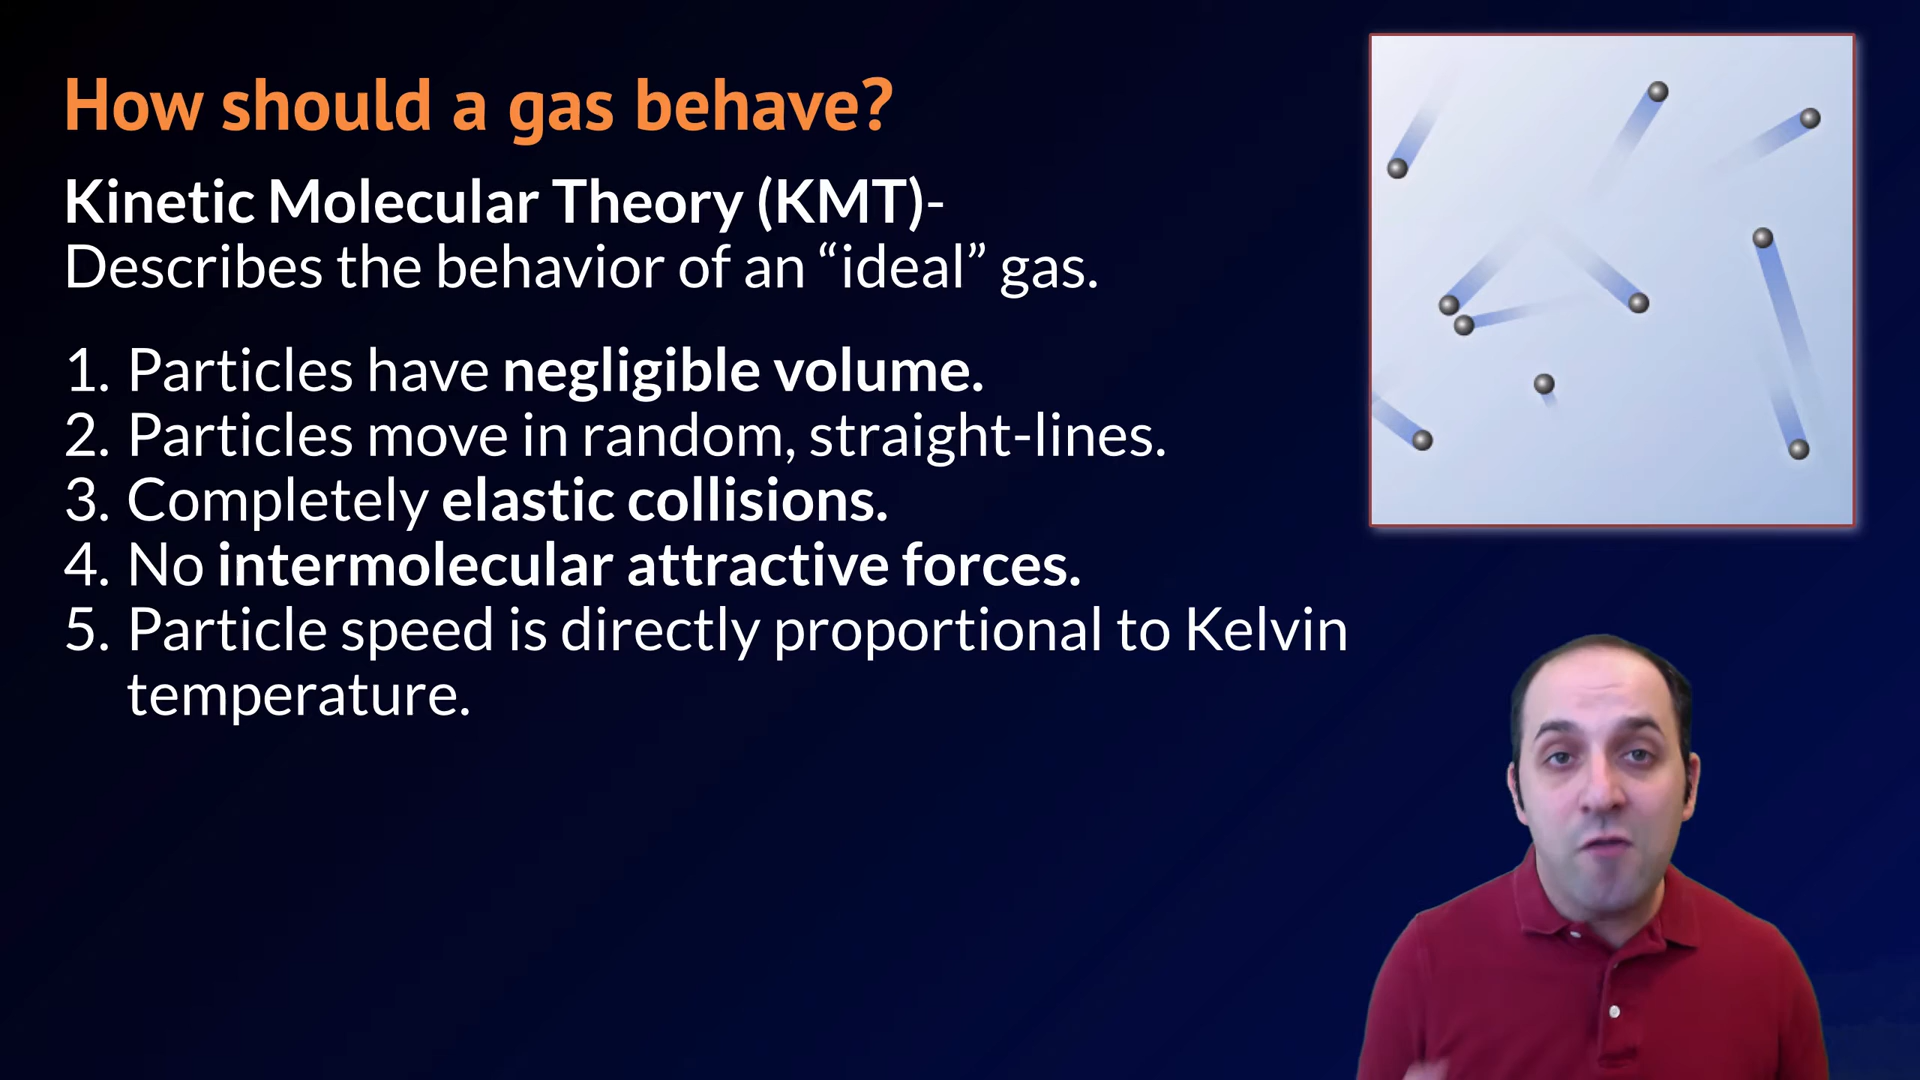 How should a gas behave?
Kinetic Molecular Theory (KMT)-
Describes the behavior of an “ideal” gas.
1. Particles have negligible volume.
2. Particles move in random, straight-lines.
3. Completely elastic collisions.
4. No intermolecular attractive forces.
5. Particle speed is directly proportional to Kelvin
temperature.